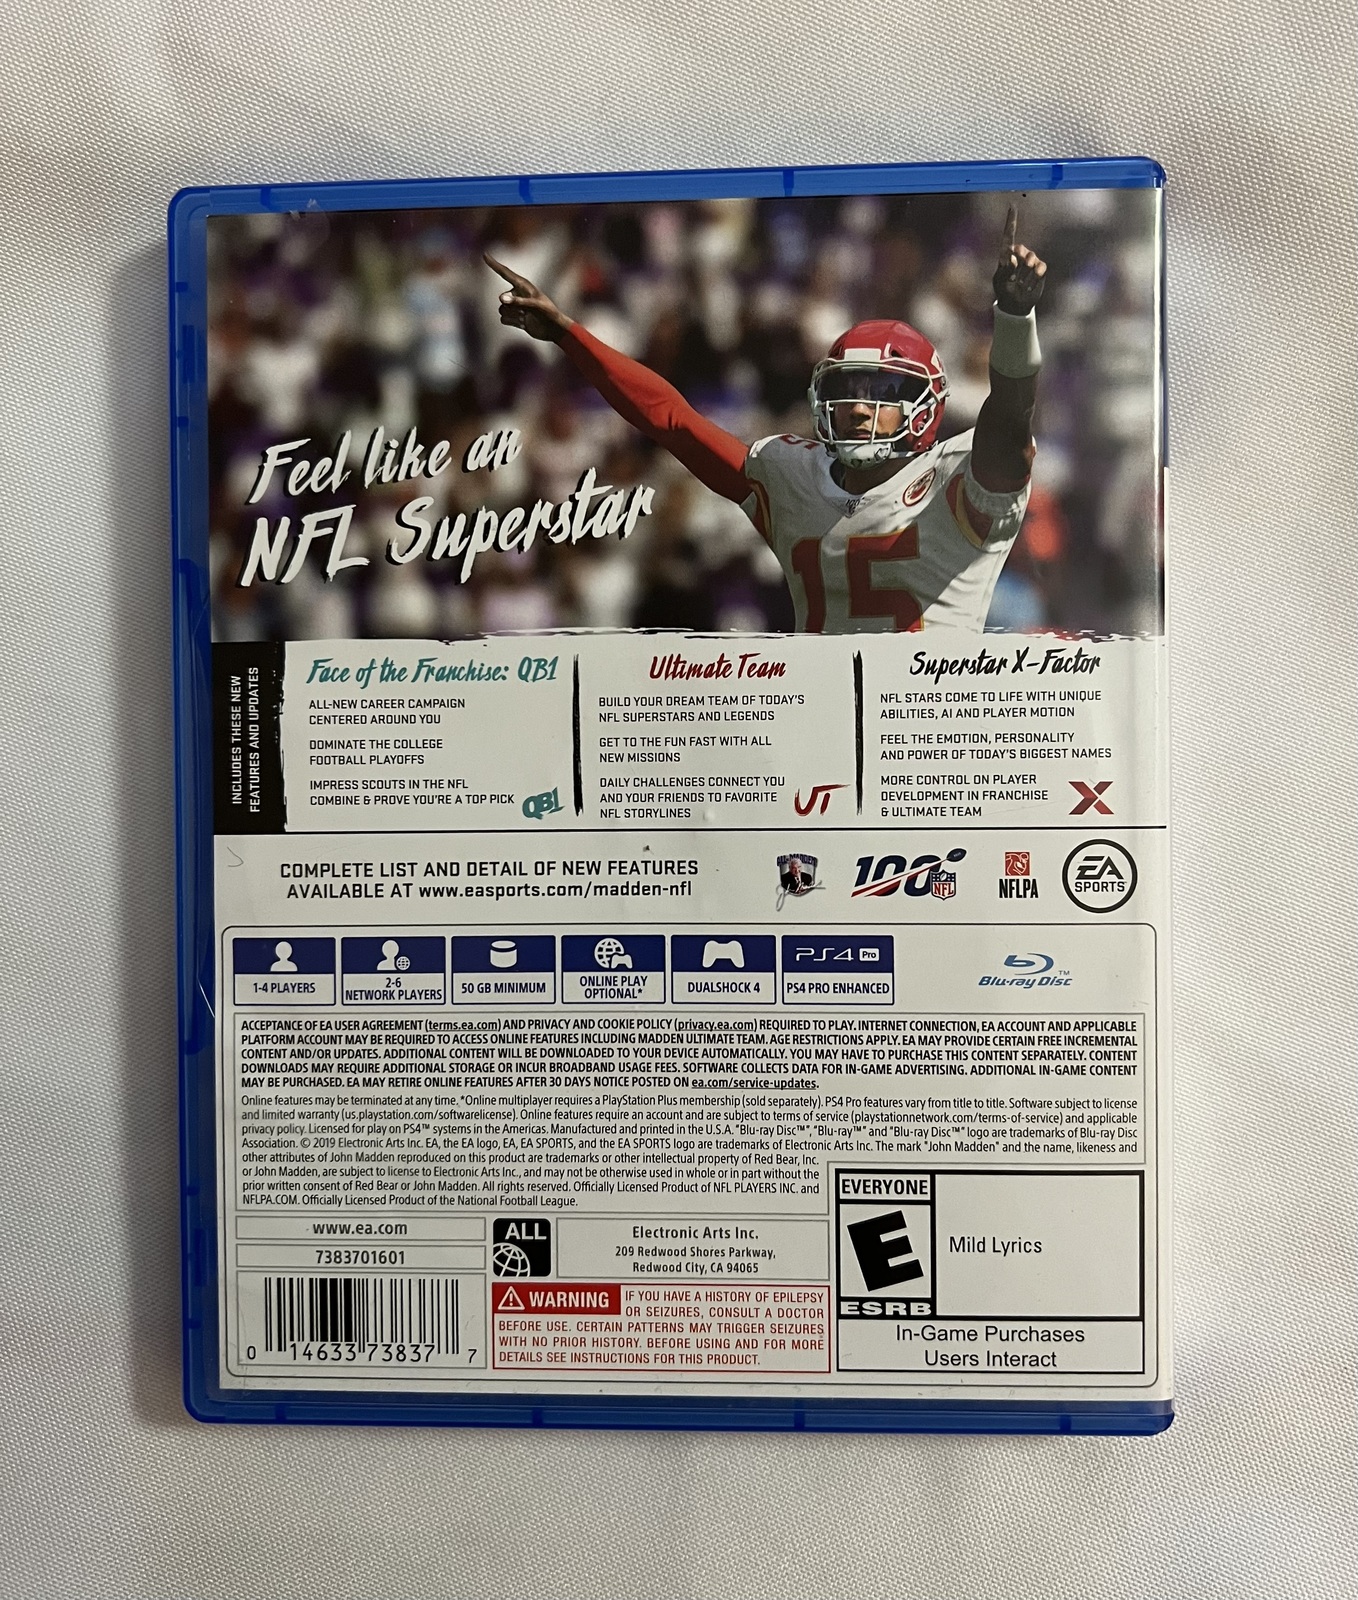 Feel like an
NFL Superstar
15
INCLUDES THESE NEW
FEATURES AND UPDATES
Face of the Franchise: QB1
ALL-NEW CAREER CAMPAIGN
CENTERED AROUND YOU
DOMINATE THE COLLEGE
FOOTBALL PLAYOFFS
IMPRESS SCOUTS IN THE NFL
COMBINE & PROVE YOU'RE A TOP PICK
QB1
Ultimate Team
BUILD YOUR DREAM TEAM OF TODAY'S
NFL SUPERSTARS AND LEGENDS
GET TO THE FUN FAST WITH ALL
NEW MISSIONS
DAILY CHALLENGES CONNECT YOU
AND YOUR FRIENDS TO FAVORITE
NFL STORYLINES
UT
Superstar X-Factor
NFL STARS COME TO LIFE WITH UNIQUE
ABILITIES, AI AND PLAYER MOTION
FEEL THE EMOTION, PERSONALITY
AND POWER OF TODAY'S BIGGEST NAMES
MORE CONTROL ON PLAYER
DEVELOPMENT IN FRANCHISE
& ULTIMATE TEAM
X
COMPLETE LIST AND DETAIL OF NEW FEATURES
AVAILABLE AT www.easports.com/madden-nfl
100 NFL
NFLPA
EA
SPORTS
1-4 PLAYERS
2-6
NETWORK PLAYERS
50 GB MINIMUM
ONLINE PLAY
OPTIONAL*
DUALSHOCK 4
PS4 Pro
PS4 PRO ENHANCED
Blu-ray Disc™
ACCEPTANCE OF EA USER AGREEMENT (terms.ea.com) AND PRIVACY AND COOKIE POLICY (privacy.ea.com) REQUIRED TO PLAY. INTERNET CONNECTION, EA ACCOUNT AND APPLICABLE
PLATFORM ACCOUNT MAY BE REQUIRED TO ACCESS ONLINE FEATURES INCLUDING MADDEN ULTIMATE TEAM. AGE RESTRICTIONS APPLY. EA MAY PROVIDE CERTAIN FREE INCREMENTAL
CONTENT AND/OR UPDATES. ADDITIONAL CONTENT WILL BE DOWNLOADED TO YOUR DEVICE AUTOMATICALLY. YOU MAY HAVE TO PURCHASE THIS CONTENT SEPARATELY. CONTENT
DOWNLOADS MAY REQUIRE ADDITIONAL STORAGE OR INCUR BROADBAND USAGE FEES. SOFTWARE COLLECTS DATA FOR IN-GAME ADVERTISING. ADDITIONAL IN-GAME CONTENT
MAY BE PURCHASED. EA MAY RETIRE ONLINE FEATURES AFTER 30 DAYS NOTICE POSTED ON ea.com/service-updates.
Online features may be terminated at any time. *Online multiplayer requires a PlayStation Plus membership (sold separately). PS4 Pro features vary from title to title. Software subject to license
and limited warranty (us.playstation.com/softwarelicense). Online features require an account and are subject to terms of service (playstationnetwork.com/terms-of-service) and applicable
privacy policy. Licensed for play on PS4™ systems in the Americas. Manufactured and printed in the U.S.A. "Blu-ray Disc™", "Blu-ray™" and "Blu-ray Disc™" logo are trademarks of Blu-ray Disc
Association. © 2019 Electronic Arts Inc. EA, the EA logo, EA, EA SPORTS, and the EA SPORTS logo are trademarks of Electronic Arts Inc. The mark "John Madden" and the name, likeness and
other attributes of John Madden reproduced on this product are trademarks or other intellectual property of Red Bear, Inc.
or John Madden, are subject to license to Electronic Arts Inc., and may not be otherwise used in whole or in part without the
prior written consent of Red Bear or John Madden. All rights reserved. Officially Licensed Product of NFL PLAYERS INC. and
NFLPA.COM. Officially Licensed Product of the National Football League.
www.ea.com
7383701601
0 14633 73837 7
ALL
Electronic Arts Inc.
209 Redwood Shores Parkway,
Redwood City, CA 94065
WARNING IF YOU HAVE A HISTORY OF EPILEPSY
OR SEIZURES, CONSULT A DOCTOR
BEFORE USE. CERTAIN PATTERNS MAY TRIGGER SEIZURES
WITH NO PRIOR HISTORY. BEFORE USING AND FOR MORE
DETAILS SEE INSTRUCTIONS FOR THIS PRODUCT.
EVERYONE
E
ESRB
Mild Lyrics
In-Game Purchases
Users Interact